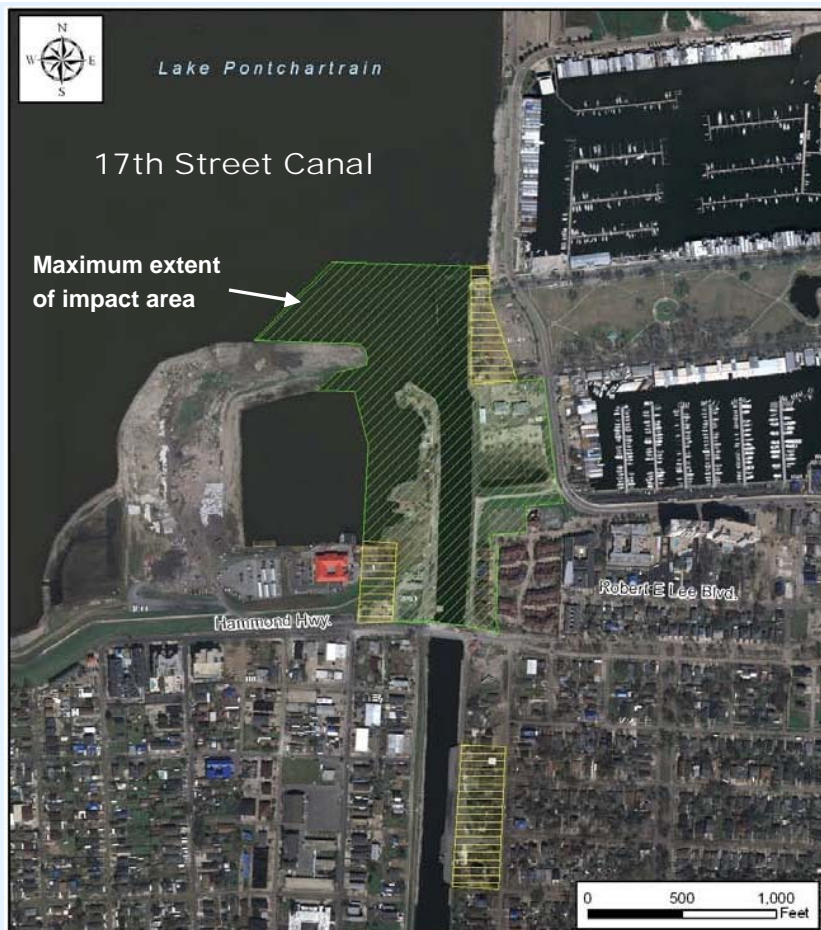 N
W E
S
Lake Pontchartrain
17th Street Canal
Maximum extent
of impact area
Robert E Lee Blvd.
Hammond Hwy.
0 500 1,000
Feet